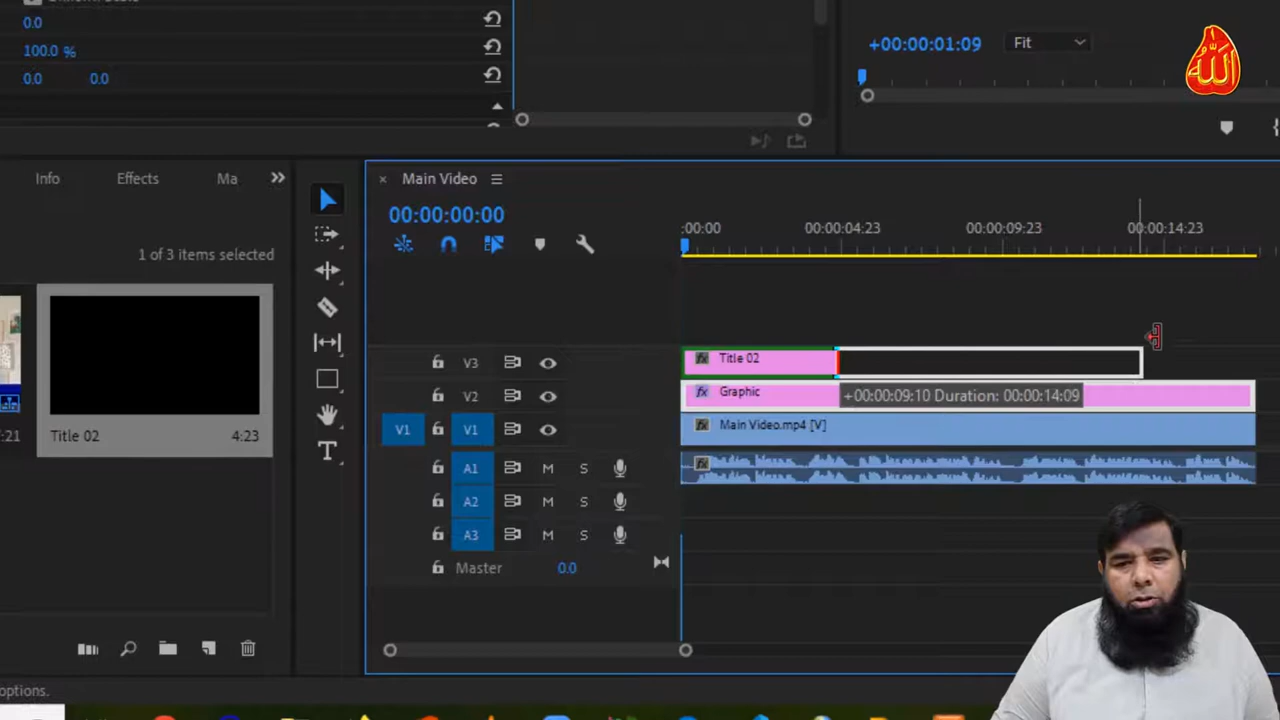 0.0
100.0 %
0.0 0.0
+00:00:01:09 Fit
الله
Info Effects Ma
1 of 3 items selected
Title 02 4:23
Main Video
00:00:00:00
:00:00 00:00:04:23 00:00:09:23 00:00:14:23
V3 Title 02
V2 Graphic
+00:00:09:10 Duration: 00:00:14:09
V1 V1 Main Video.mp4 [V]
A1 M S
A2 M S
A3 M S
Master 0.0
options.